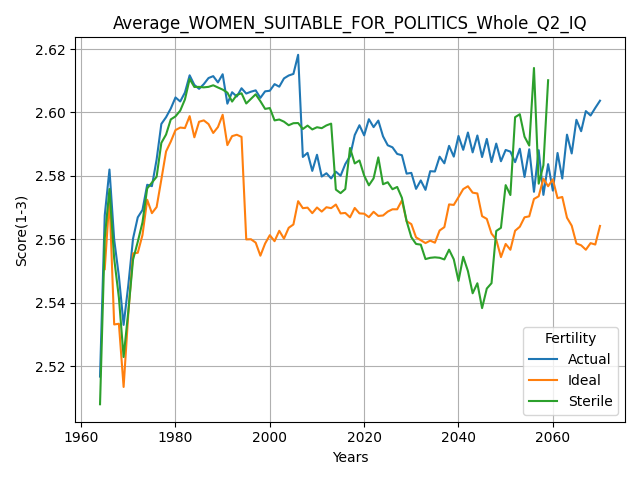 Average_WOMEN_SUITABLE_FOR_POLITICS_Whole_Q2_IQ
Score(1-3)
2.62
2.60
2.58
2.56
2.54
2.52
Fertility
Actual
Ideal
Sterile
1960
1980
2000
2020
2040
2060
Years